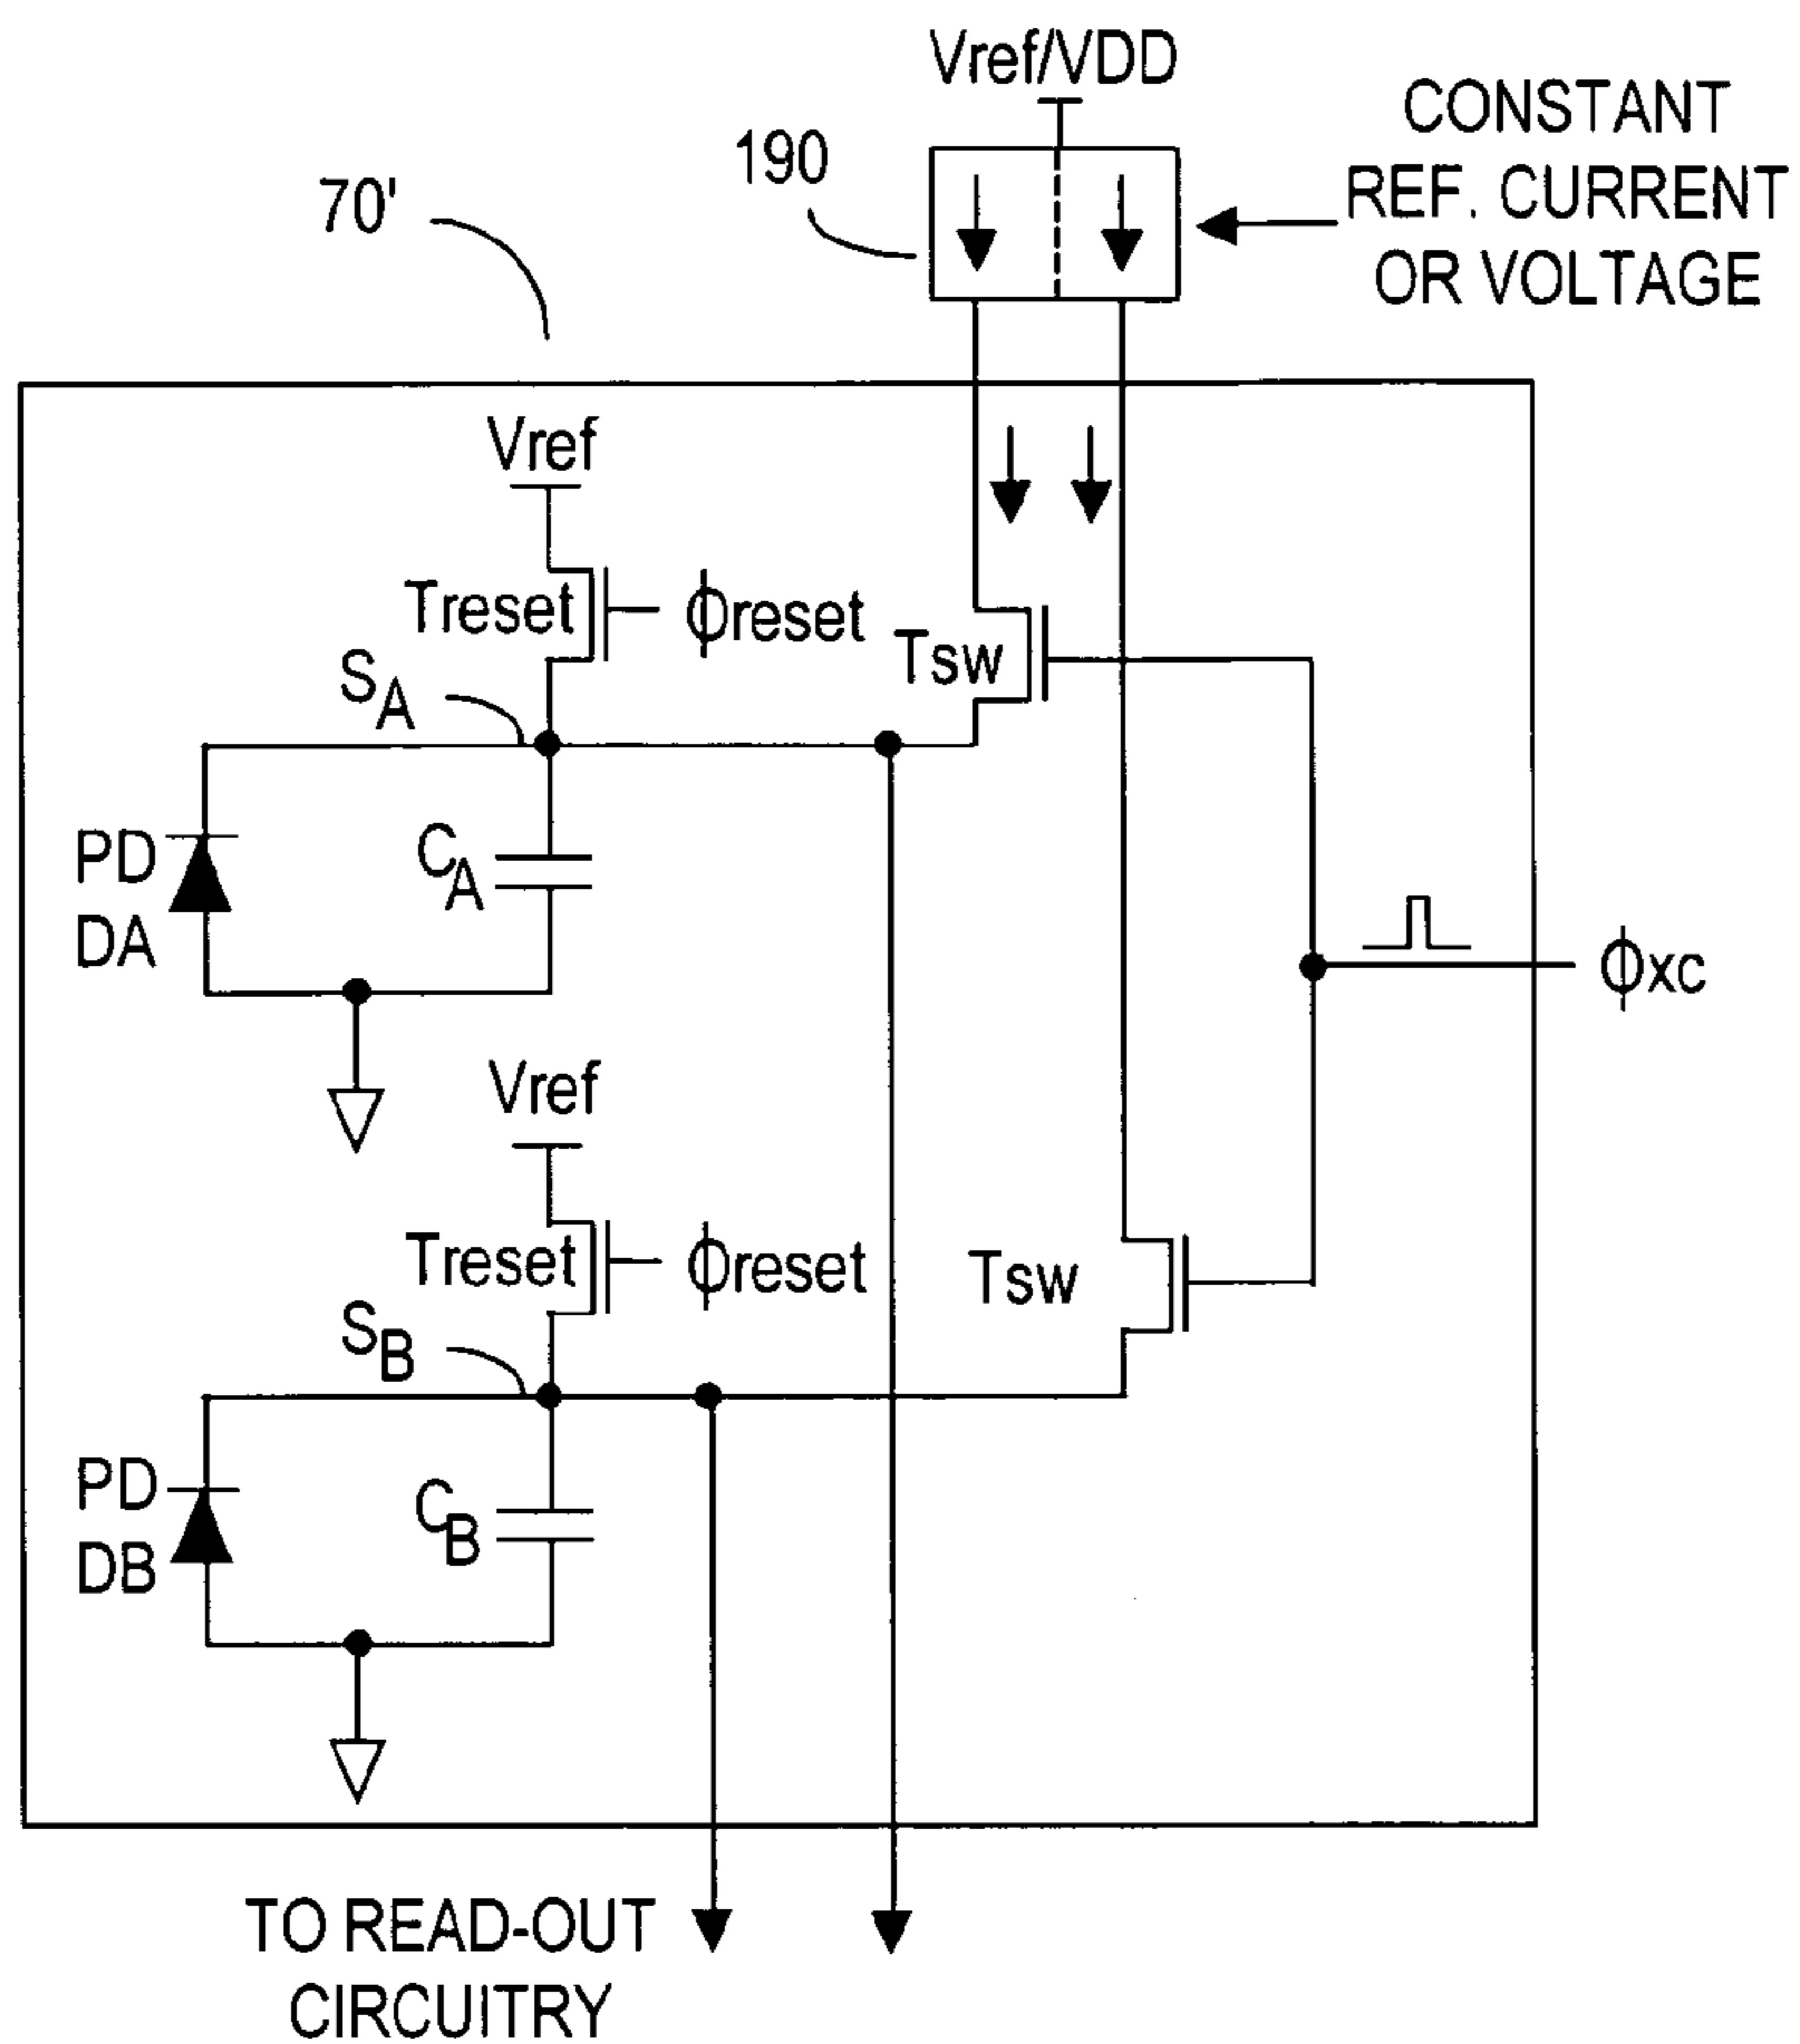 Vref/VDD
CONSTANT
REF. CURRENT
OR VOLTAGE
190
70'
Vref
Treset
ϕreset
Tsw
SA
PD
DA
CA
ϕxc
Vref
Treset
ϕreset
Tsw
SB
PD
DB
CB
TO READ-OUT
CIRCUITRY